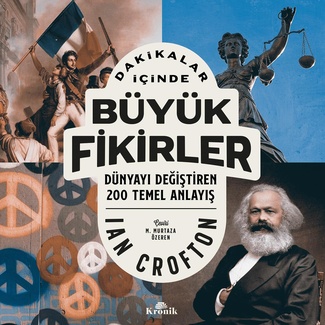 DAKİKALAR
İÇİNDE
BÜYÜK
FİKİRLER
DÜNYAYI DEĞİŞTİREN
200 TEMEL ANLAYIŞ
IAN CROFTON
Çeviri
M. MURTAZA
ÖZEREN
Kronik